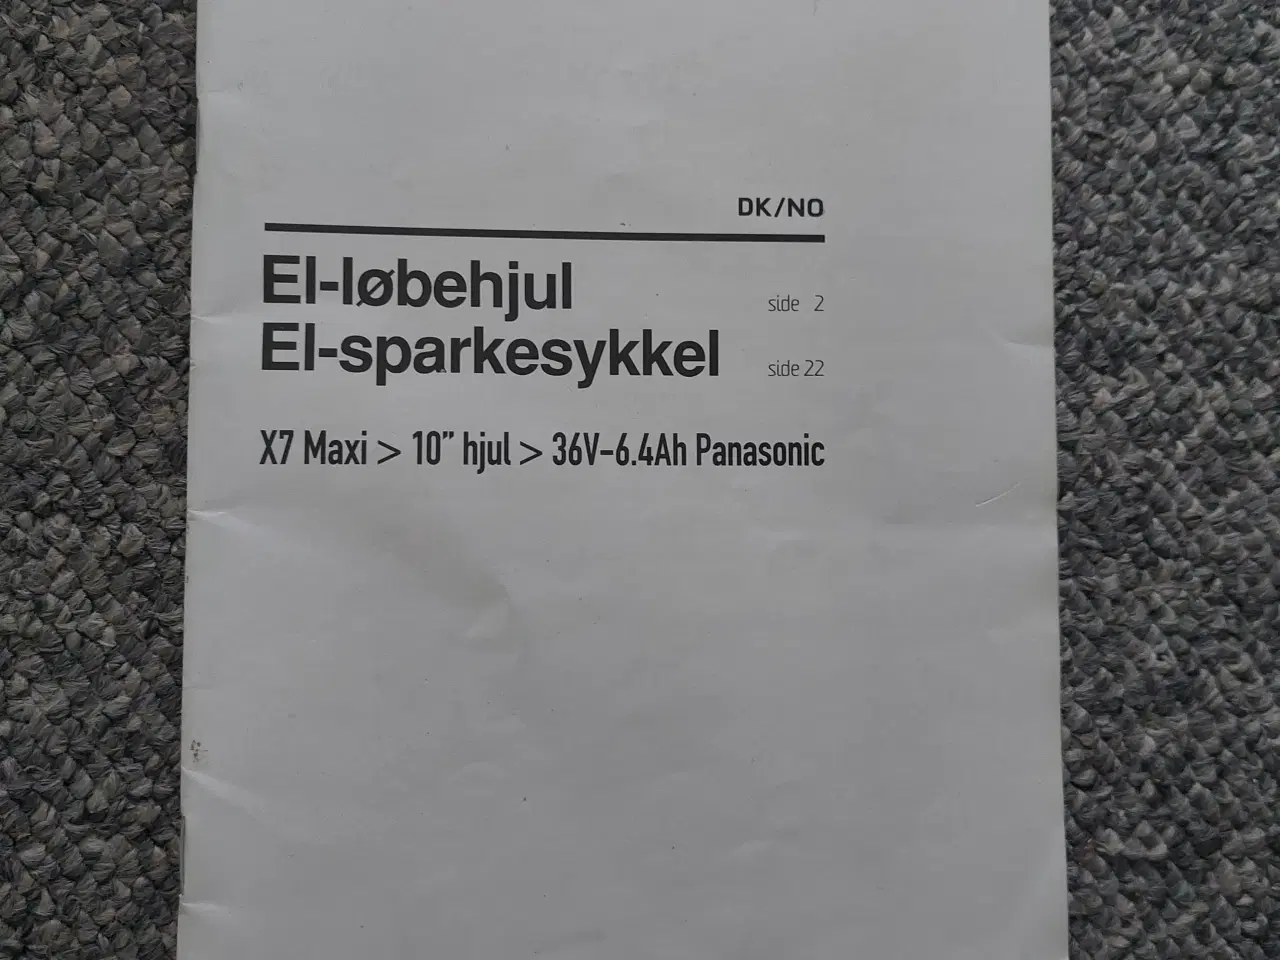 DK/NO
El-løbehjul side 2
El-sparkesykkel side 22
X7 Maxi > 10” hjul > 36V-6.4Ah Panasonic